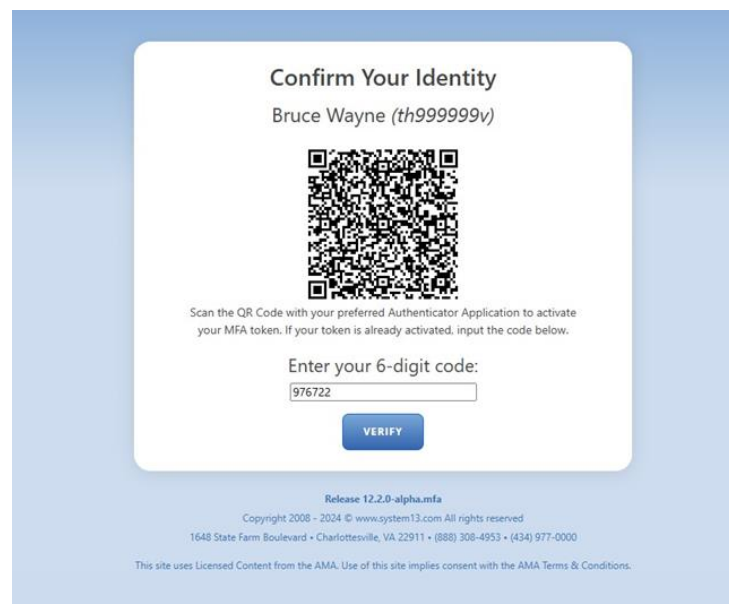 Confirm Your Identity
Bruce Wayne (th999999v)
Scan the QR Code with your preferred Authenticator Application to activate
your MFA token. If your token is already activated, input the code below.
Enter your 6-digit code:
976722
VERIFY
Release 12.2.0-alpha.mfa
Copyright 2008 - 2024 © www.system13.com All rights reserved
1648 State Farm Boulevard • Charlottesville, VA 22911 • (888) 308-4953 • (434) 977-0000
This site uses Licensed Content from the AMA. Use of this site implies consent with the AMA Terms & Conditions.